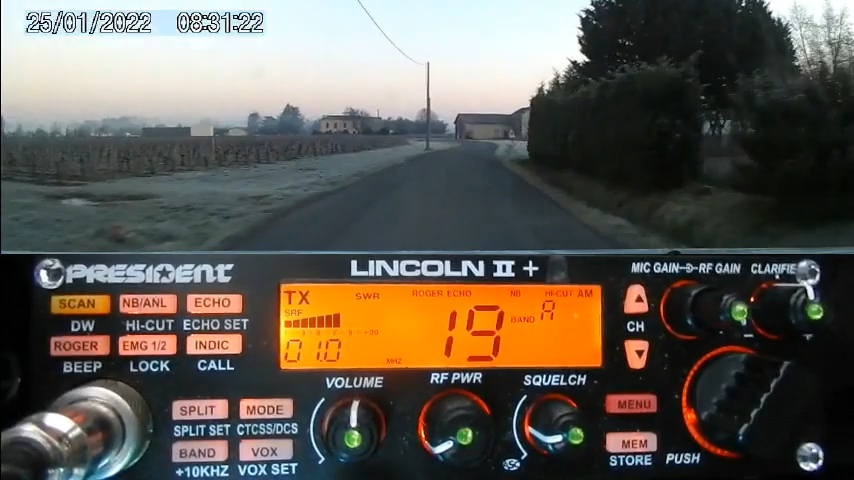 25/01/2022 08:31:22
PRESIDENT
LINCOLN II +
MIC GAIN RF GAIN CLARIFIE
SCAN
NB/ANL
ECHO
DW
HI-CUT
ECHO SET
ROGER
EMG 1/2
INDIC
BEEP
LOCK
CALL
TX
SWR
ROGER ECHO
NB
HI-CUT AM
SRF
19
BAND
A
01.0
MHZ
CH
VOLUME
RF PWR
SQUELCH
SPLIT
MODE
SPLIT SET
CTCSS/DCS
BAND
VOX
+10KHZ
VOX SET
ASC
MENU
MEM
STORE
PUSH